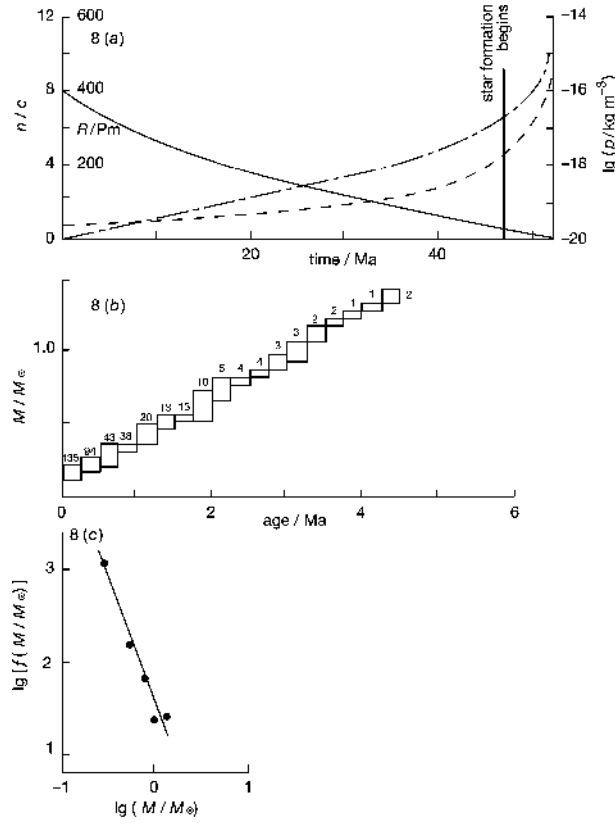 12 600 8 (a) −14
star formation
begins
n / c
8 400 −16
R/Pm
lg (p/kg m−3)
4 200 −18
0 −20
20 40
time / Ma
8 (b)
1.0
M / M⊙
135 94 43 38 20 13 15 10 5 4 4 3 3 2 2 1 1 2
0 2 4 6
age / Ma
8 (c)
3
lg [f ( M / M⊙)]
2
1
−1 0 1
lg ( M / M⊙)